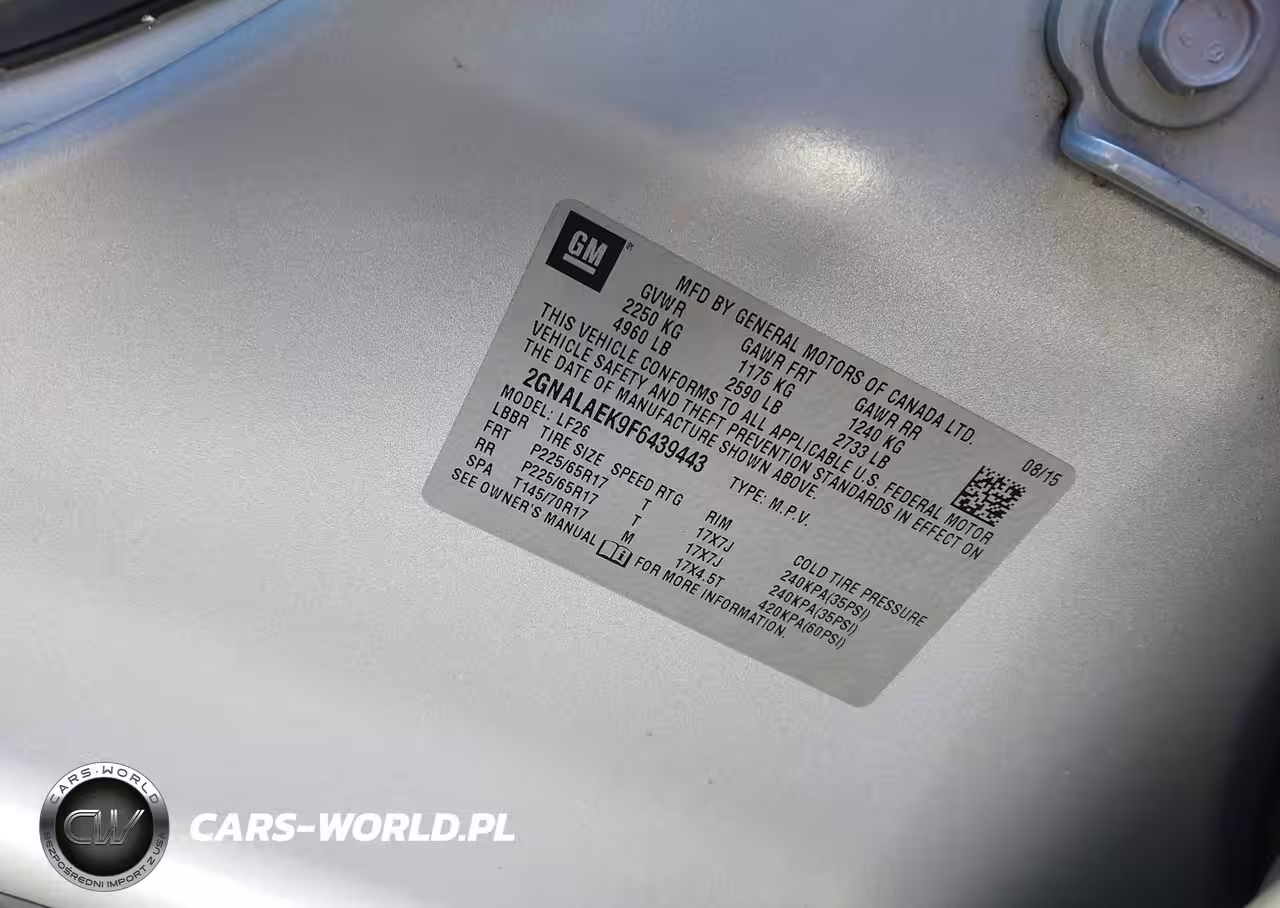 GM®
MFD BY GENERAL MOTORS OF CANADA LTD. 08/15
GVWR GAWR FRT GAWR RR
2250 KG 1175 KG 1240 KG
4960 LB 2590 LB 2733 LB
THIS VEHICLE CONFORMS TO ALL APPLICABLE U.S. FEDERAL MOTOR
VEHICLE SAFETY AND THEFT PREVENTION STANDARDS IN EFFECT ON
THE DATE OF MANUFACTURE SHOWN ABOVE.
2GNALAEK9F6439443 TYPE: M.P.V.
MODEL: LF26
LBBR TIRE SIZE SPEED RTG RIM COLD TIRE PRESSURE
FRT P225/65R17 T 17X7J 240KPA(35PSI)
RR P225/65R17 T 17X7J 240KPA(35PSI)
SPA T145/70R17 M 17X4.5T 420KPA(60PSI)
SEE OWNER'S MANUAL FOR MORE INFORMATION.
CARS-WORLD
CW
BEZPOŚREDNI IMPORT Z USA
CARS-WORLD.PL